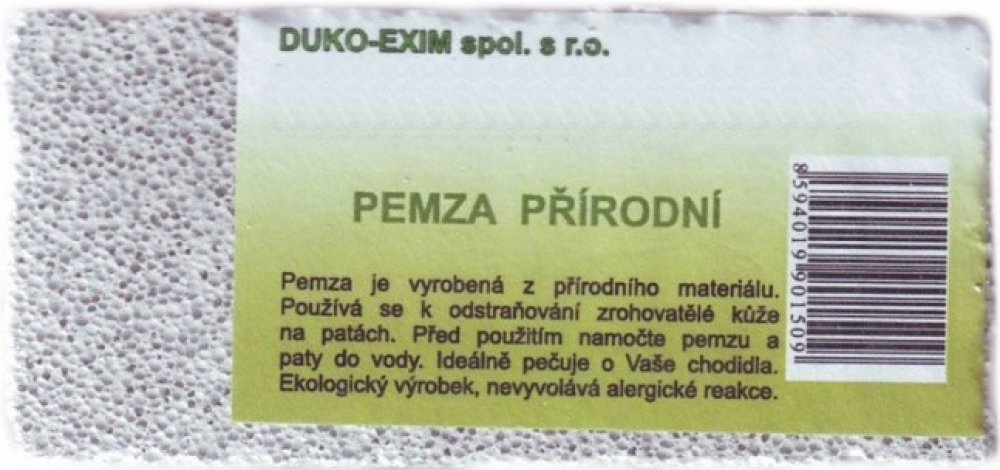 DUKO-EXIM spol. s r.o.
PEMZA PŘÍRODNÍ
Pemza je vyrobená z přírodního materiálu.
Používá se k odstraňování zrohovatělé kůže
na patách. Před použitím namočte pemzu a
paty do vody. Ideálně pečuje o Vaše chodidla.
Ekologický výrobek, nevyvolává alergické reakce.
8594019901509